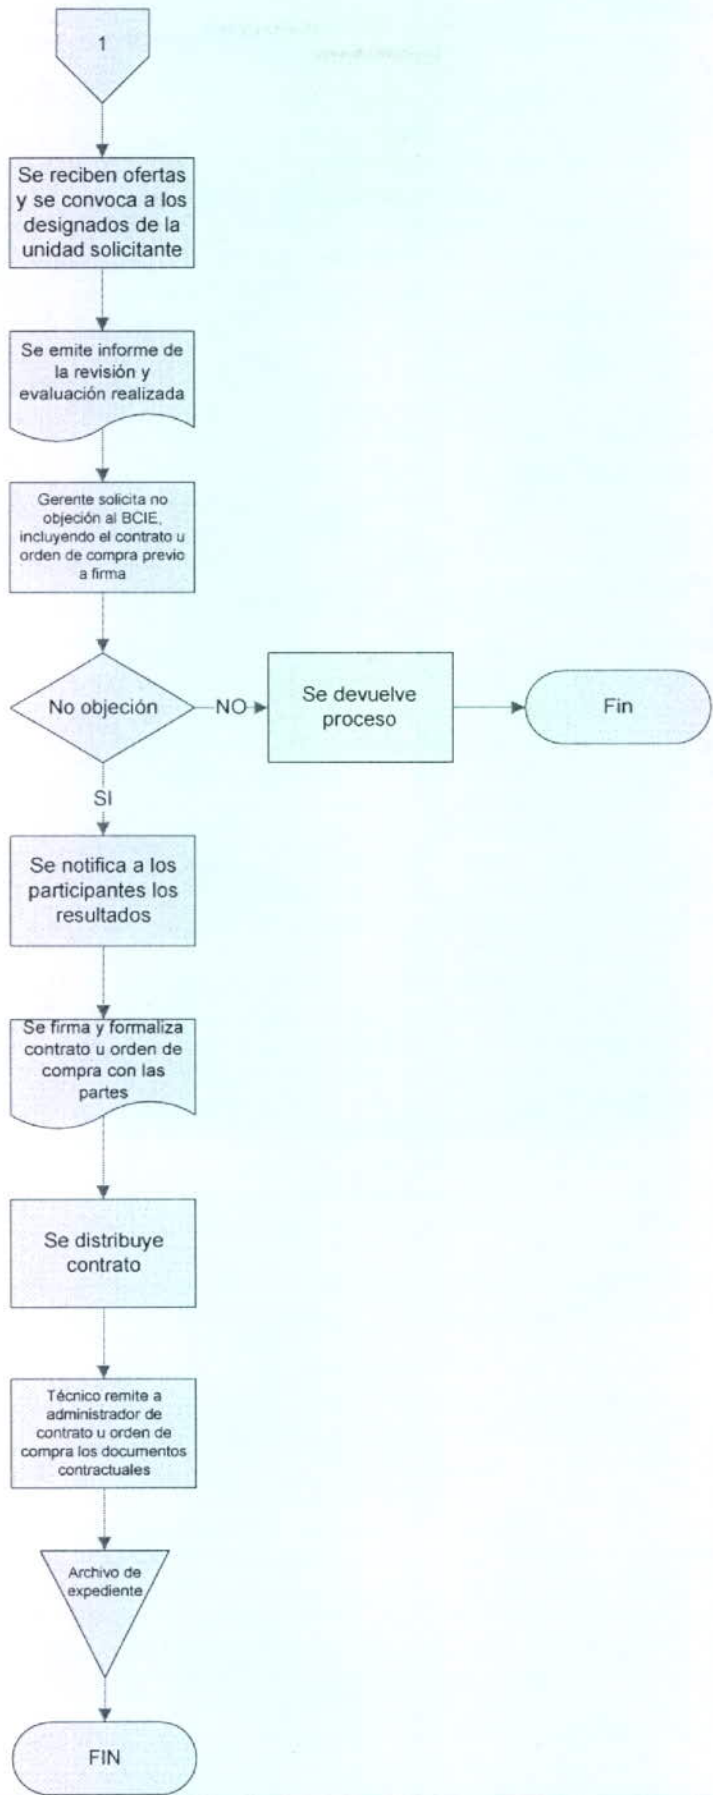 1
Se reciben ofertas
y se convoca a los
designados de la
unidad solicitante
Se emite informe de
la revisión y
evaluación realizada
Gerente solicita no
objeción al BCIE,
incluyendo el contrato u
orden de compra previo
a firma
No objeción
NO
Se devuelve
proceso
Fin
SI
Se notifica a los
participantes los
resultados
Se firma y formaliza
contrato u orden de
compra con las
partes
Se distribuye
contrato
Técnico remite a
administrador de
contrato u orden de
compra los documentos
contractuales
Archivo de
expediente
FIN